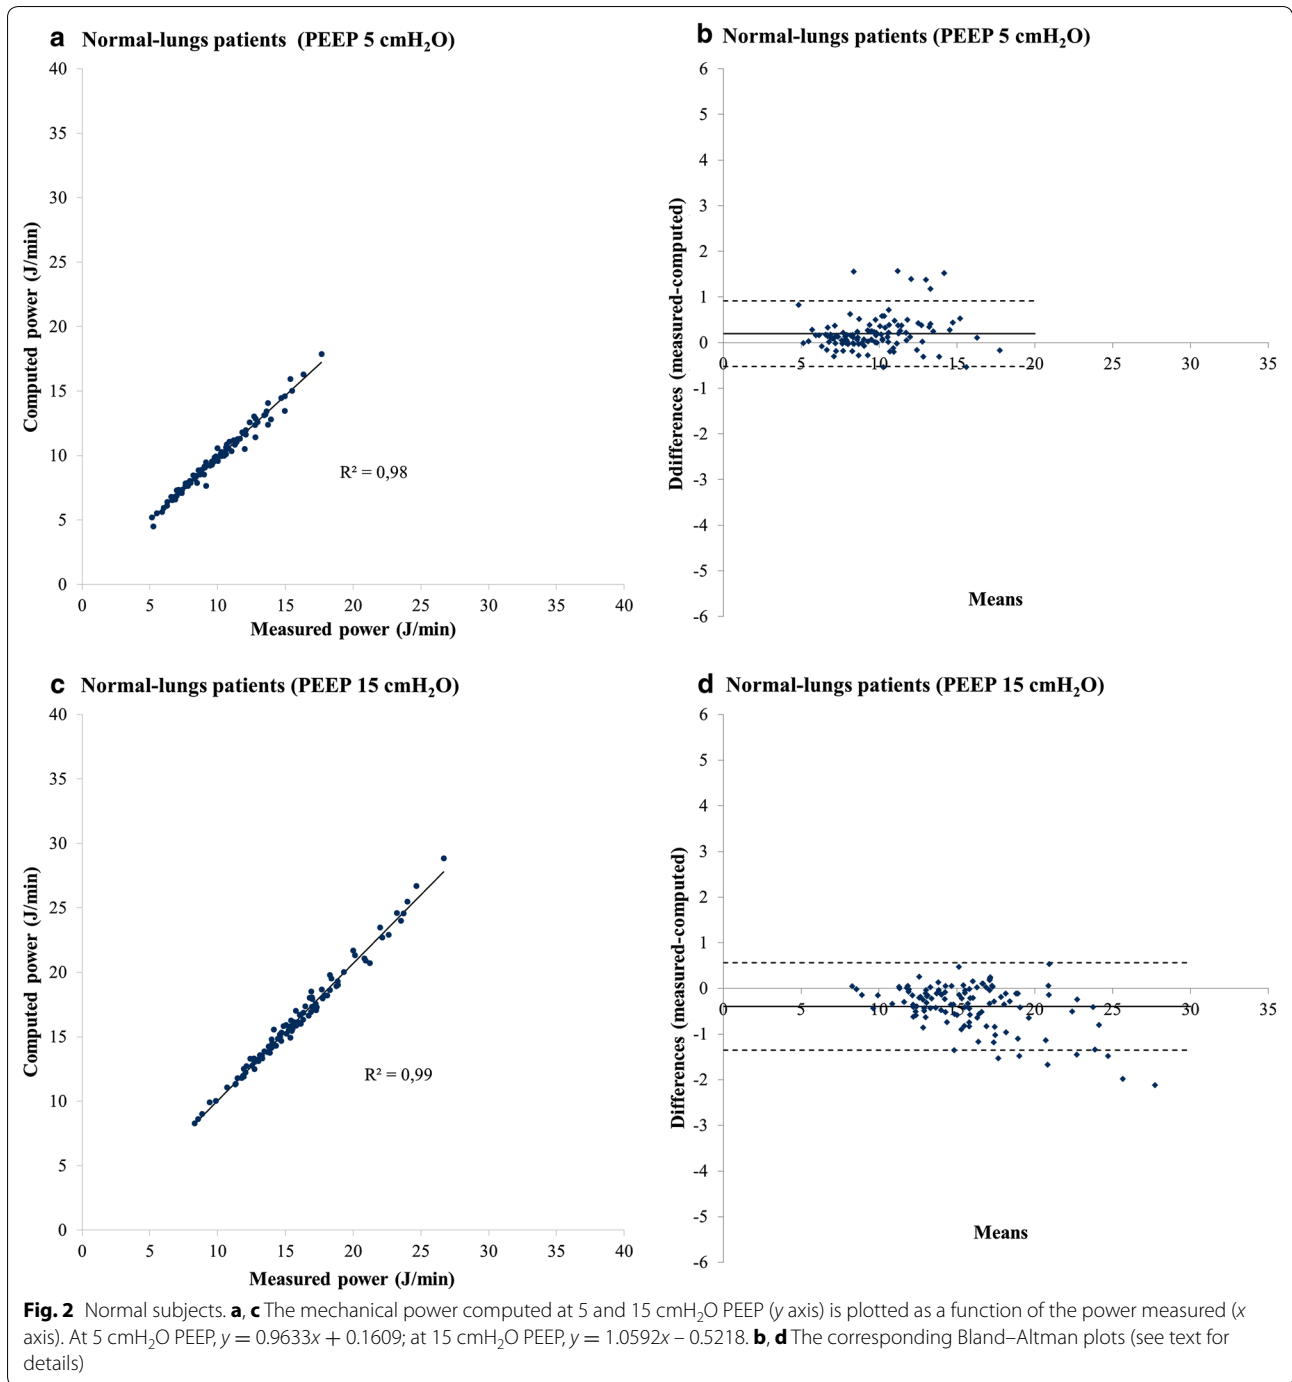 a Normal-lungs patients (PEEP 5 cmH₂O)
40
35
30
25
20
15
10
5
0
0 5 10 15 20 25 30 35 40
Computed power (J/min)
R² = 0,98
Measured power (J/min)
b Normal-lungs patients (PEEP 5 cmH₂O)
6
5
4
3
2
1
0
-1
-2
-3
-4
-5
-6
0 5 10 15 20 25 30 35
Ddifferences (measured-computed)
Means
c Normal-lungs patients (PEEP 15 cmH₂O)
40
35
30
25
20
15
10
5
0
0 5 10 15 20 25 30 35 40
Computed power (J/min)
R² = 0,99
Measured power (J/min)
d Normal-lungs patients (PEEP 15 cmH₂O)
6
5
4
3
2
1
0
-1
-2
-3
-4
-5
-6
0 5 10 15 20 25 30 35
Differences (measured-computed)
Means
Fig. 2 Normal subjects. a, c The mechanical power computed at 5 and 15 cmH₂O PEEP (y axis) is plotted as a function of the power measured (x
axis). At 5 cmH₂O PEEP, y = 0.9633x + 0.1609; at 15 cmH₂O PEEP, y = 1.0592x – 0.5218. b, d The corresponding Bland–Altman plots (see text for
details)